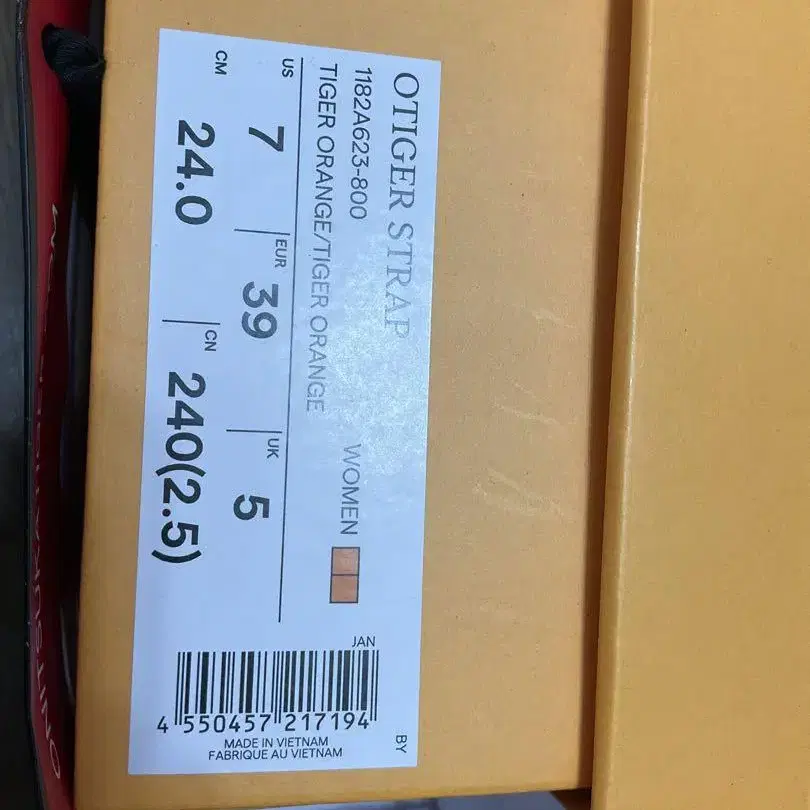 OTIGER STRAP
1182A623-800
WOMEN
TIGER ORANGE/TIGER ORANGE
US 7 EUR 39 UK 5
CM 24.0 CN 240(2.5)
JAN
4 550457 217194
MADE IN VIETNAM
FABRIQUE AU VIETNAM
BY